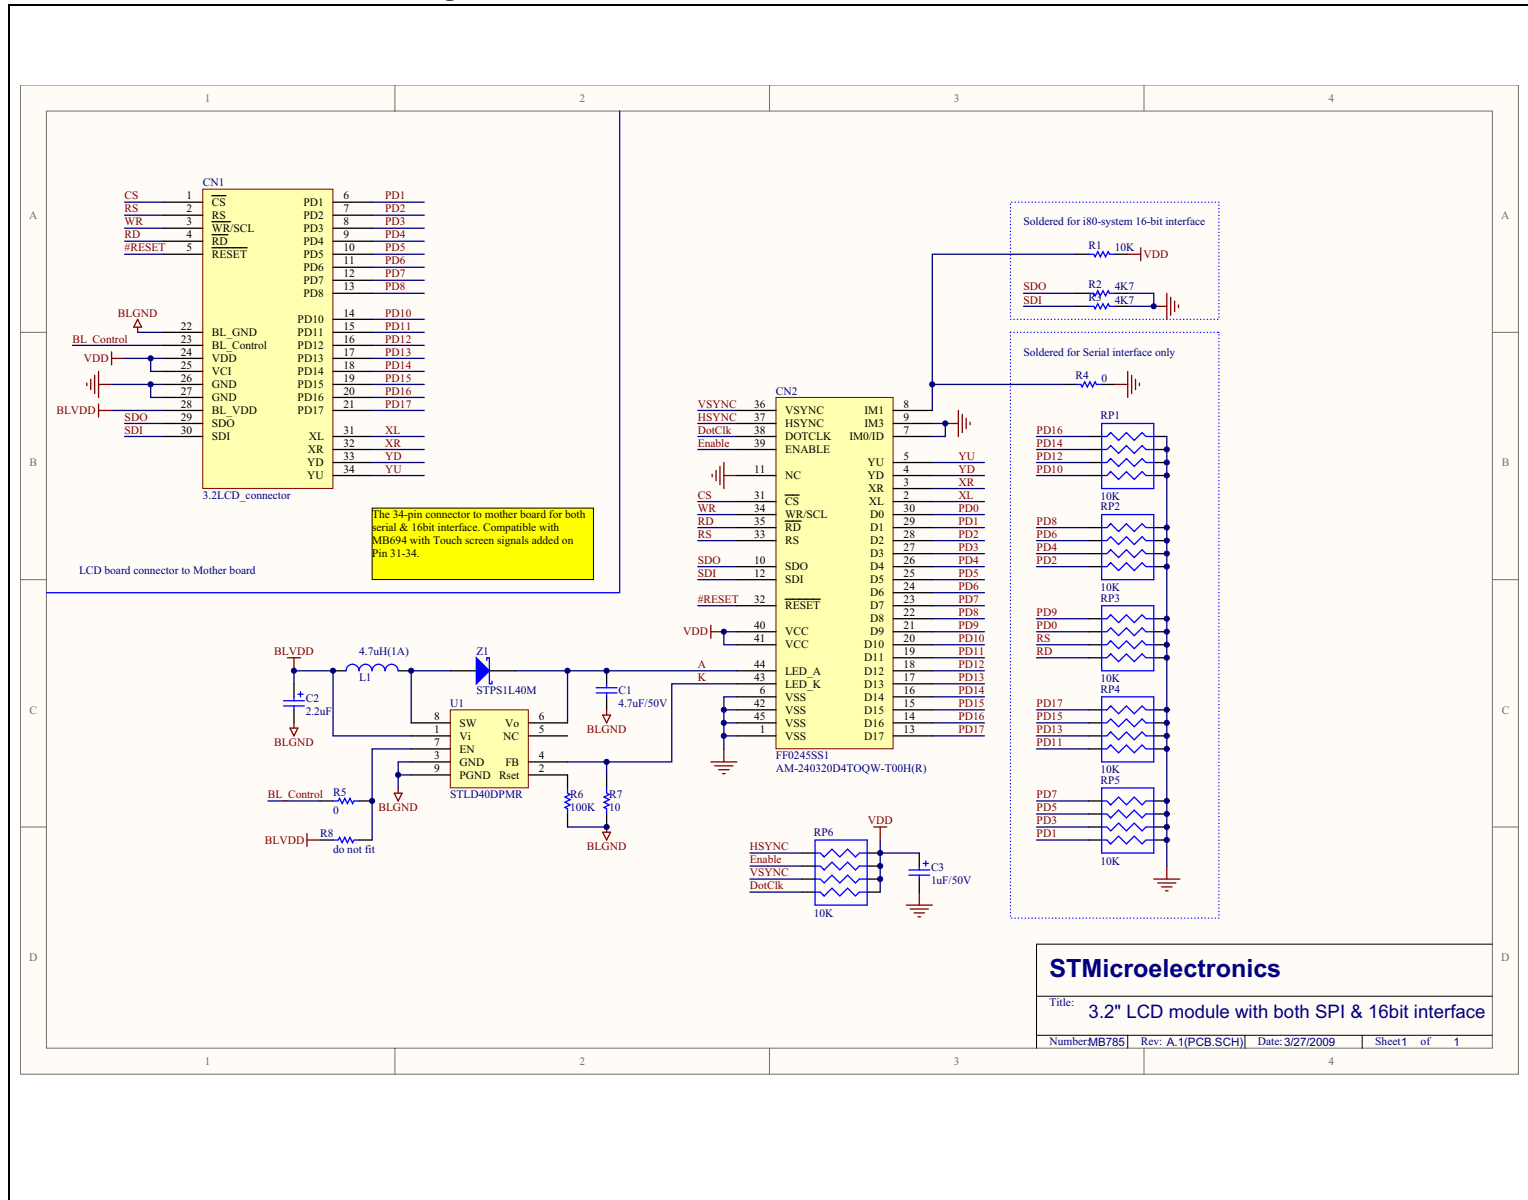 1 2 3 4
A A
B B
C C
D D
1 2 3 4
CN1
CS 1 CS PD1 6 PD1
RS 2 RS PD2 7 PD2
WR 3 WR/SCL PD3 8 PD3
RD 4 RD PD4 9 PD4
#RESET 5 RESET PD5 10 PD5
PD6 11 PD6
PD7 12 PD7
PD8 13 PD8
PD10 14 PD10
BLGND
22 BL_GND PD11 15 PD11
BL_Control 23 BL_Control PD12 16 PD12
VDD 24 VDD PD13 17 PD13
25 VCI PD14 18 PD14
26 GND PD15 19 PD15
27 GND PD16 20 PD16
BLVDD 28 BL_VDD PD17 21 PD17
SDO 29 SDO
SDI 30 SDI XL 31 XL
XR 32 XR
YD 33 YD
YU 34 YU
3.2LCD_connector
The 34-pin connector to mother board for both
serial & 16bit interface. Compatible with
MB694 with Touch screen signals added on
Pin 31-34.
LCD board connector to Mother board
BLVDD
4.7uH(1A)
L1
Z1
STPS1L40M
C2
2.2uF
BLGND
C1
4.7uF/50V
BLGND
U1
8 SW Vo 6
1 Vi NC 5
7 EN
3 GND FB 4
9 PGND Rset 2
STLD40DPMR
BLGND
BL_Control R5
0
BLVDD R8
do not fit
R6
100K
R7
10
BLGND
CN2
VSYNC 36 VSYNC IM1 8
HSYNC 37 HSYNC IM3 9
DotClk 38 DOTCLK IM0/ID 7
Enable 39 ENABLE
YU 5 YU
11 NC YD 4 YD
XR 3 XR
CS 31 CS XL 2 XL
WR 34 WR/SCL D0 30 PD0
RD 35 RD D1 29 PD1
RS 33 RS D2 28 PD2
D3 27 PD3
SDO 10 SDO D4 26 PD4
SDI 12 SDI D5 25 PD5
D6 24 PD6
#RESET 32 RESET D7 23 PD7
D8 22 PD8
VDD 40 VCC D9 21 PD9
41 VCC D10 20 PD10
D11 19 PD11
A 44 LED_A D12 18 PD12
K 43 LED_K D13 17 PD13
6 VSS D14 16 PD14
42 VSS D15 15 PD15
45 VSS D16 14 PD16
1 VSS D17 13 PD17
FF0245SS1
AM-240320D4TOQW-T00H(R)
VDD
RP6
HSYNC
Enable
VSYNC
DotClk
10K
C3
1uF/50V
Soldered for i80-system 16-bit interface
R1 10K VDD
SDO R2 4K7
SDI R3 4K7
Soldered for Serial interface only
R4 0
RP1
PD16
PD14
PD12
PD10
10K
RP2
PD8
PD6
PD4
PD2
10K
RP3
PD9
PD0
RS
RD
10K
RP4
PD17
PD15
PD13
PD11
10K
RP5
PD7
PD5
PD3
PD1
10K
STMicroelectronics
Title: 3.2" LCD module with both SPI & 16bit interface
Number:MB785 Rev: A.1(PCB.SCH) Date: 3/27/2009 Sheet1 of 1